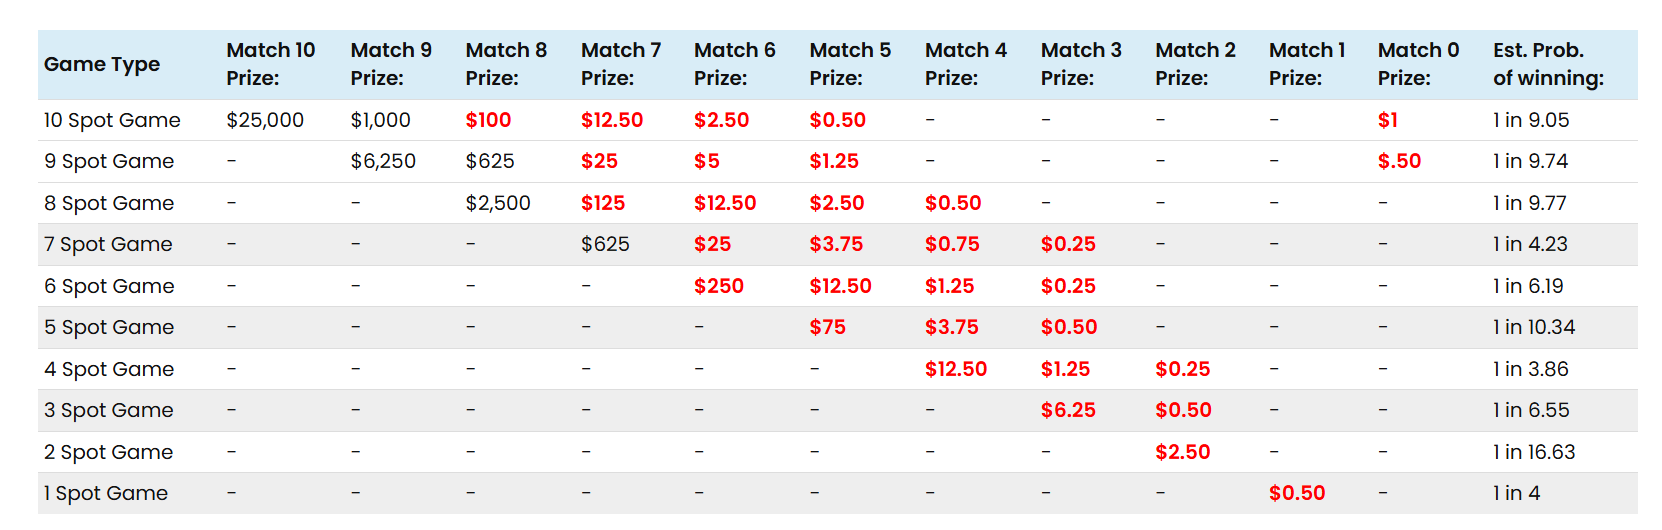 Game Type Match 10 Prize: Match 9 Prize: Match 8 Prize: Match 7 Prize: Match 6 Prize: Match 5 Prize: Match 4 Prize: Match 3 Prize: Match 2 Prize: Match 1 Prize: Match 0 Prize: Est. Prob. of winning:
10 Spot Game $25,000 $1,000 $100 $12.50 $2.50 $0.50 - - - - $1 1 in 9.05
9 Spot Game - $6,250 $625 $25 $5 $1.25 - - - - $.50 1 in 9.74
8 Spot Game - - $2,500 $125 $12.50 $2.50 $0.50 - - - - 1 in 9.77
7 Spot Game - - - $625 $25 $3.75 $0.75 $0.25 - - - 1 in 4.23
6 Spot Game - - - - $250 $12.50 $1.25 $0.25 - - - 1 in 6.19
5 Spot Game - - - - - $75 $3.75 $0.50 - - - 1 in 10.34
4 Spot Game - - - - - - $12.50 $1.25 $0.25 - - 1 in 3.86
3 Spot Game - - - - - - - $6.25 $0.50 - - 1 in 6.55
2 Spot Game - - - - - - - - $2.50 - - 1 in 16.63
1 Spot Game - - - - - - - - - $0.50 - 1 in 4